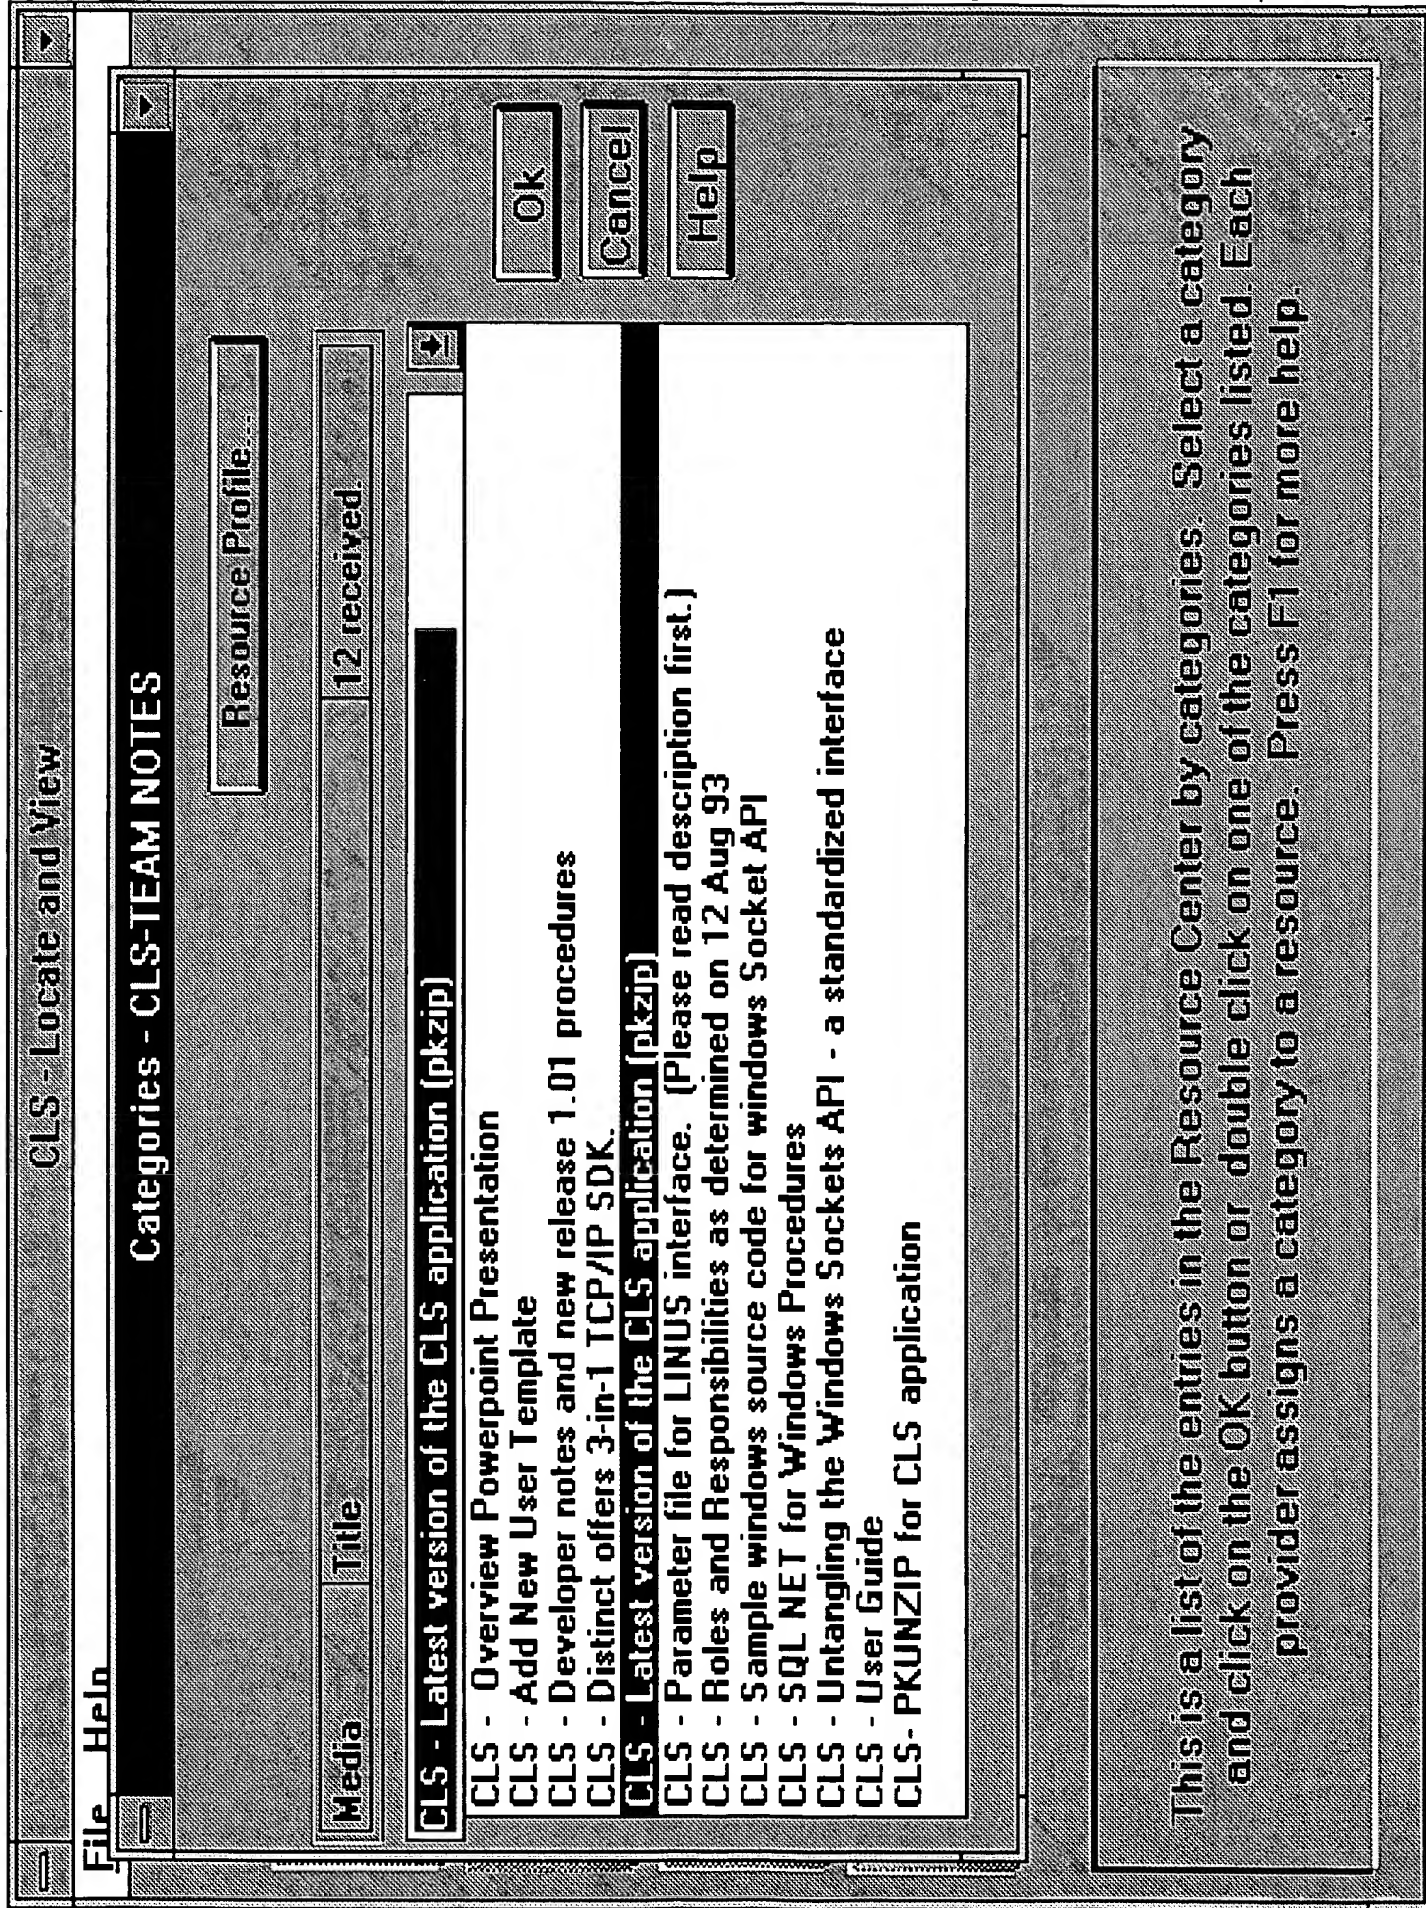 CLS - Locate and View
File Help
Categories - CLS-TEAM NOTES
Resource Profile...
Media Title 12 received.
CLS - Latest version of the CLS application (pkzip)
CLS - Overview Powerpoint Presentation
CLS - Add New User Template
CLS - Developer notes and new release 1.01 procedures
CLS - Distinct offers 3-in-1 TCP/IP SDK.
CLS - Latest version of the CLS application (pkzip)
CLS - Parameter file for LINUS interface. (Please read description first.)
CLS - Roles and Responsibilities as determined on 12 Aug 93
CLS - Sample windows source code for windows Socket API
CLS - SQL NET for Windows Procedures
CLS - Untangling the Windows Sockets API - a standardized interface
CLS - User Guide
CLS- PKUNZIP for CLS application
Ok
Cancel
Help
This is a list of the entries in the Resource Center by categories. Select a category
and click on the OK button or double click on one of the categories listed. Each
provider assigns a category to a resource. Press F1 for more help.